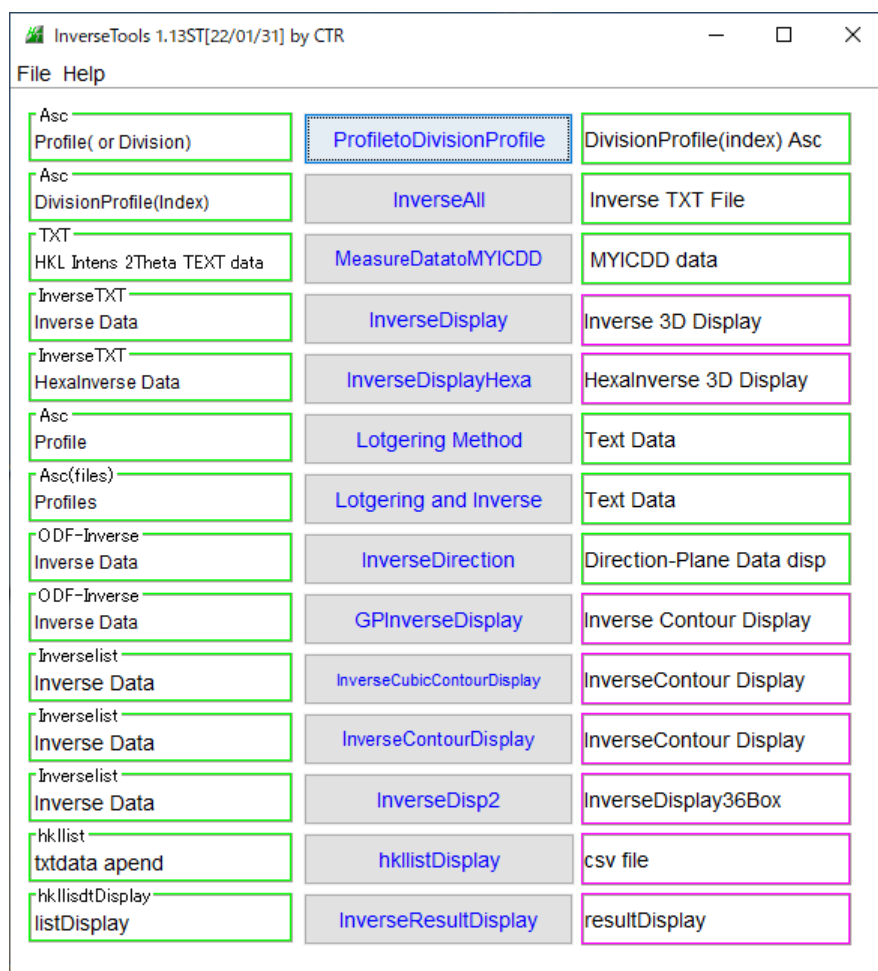 InverseTools 1.13ST[22/01/31] by CTR
File Help
Asc
Profile( or Division)
ProfiletoDivisionProfile
DivisionProfile(index) Asc
Asc
DivisionProfile(Index)
InverseAll
Inverse TXT File
TXT
HKL Intens 2Theta TEXT data
MeasureDatatoMYICDD
MYICDD data
InverseTXT
Inverse Data
InverseDisplay
Inverse 3D Display
InverseTXT
HexaInverse Data
InverseDisplayHexa
HexaInverse 3D Display
Asc
Profile
Lotgering Method
Text Data
Asc(files)
Profiles
Lotgering and Inverse
Text Data
ODF-Inverse
Inverse Data
InverseDirection
Direction-Plane Data disp
ODF-Inverse
Inverse Data
GPInverseDisplay
Inverse Contour Display
Inverselist
Inverse Data
InverseCubicContourDisplay
InverseContour Display
Inverselist
Inverse Data
InverseContourDisplay
InverseContour Display
Inverselist
Inverse Data
InverseDisp2
InverseDisplay36Box
hkllist
txtdata apend
hkllistDisplay
csv file
hkllisdtDisplay
listDisplay
InverseResultDisplay
resultDisplay